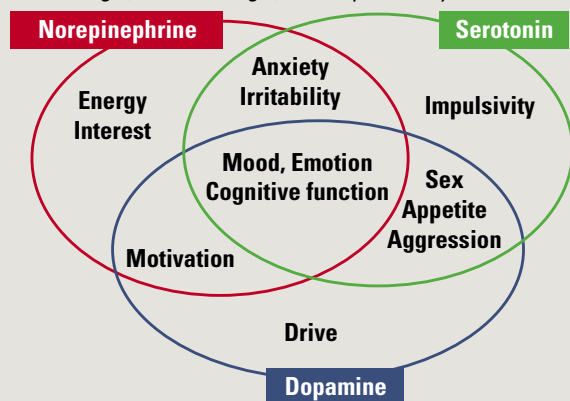 Norepinephrine
Serotonin
Anxiety
Irritability
Energy
Interest
Impulsivity
Mood, Emotion
Cognitive function
Sex
Appetite
Aggression
Motivation
Drive
Dopamine